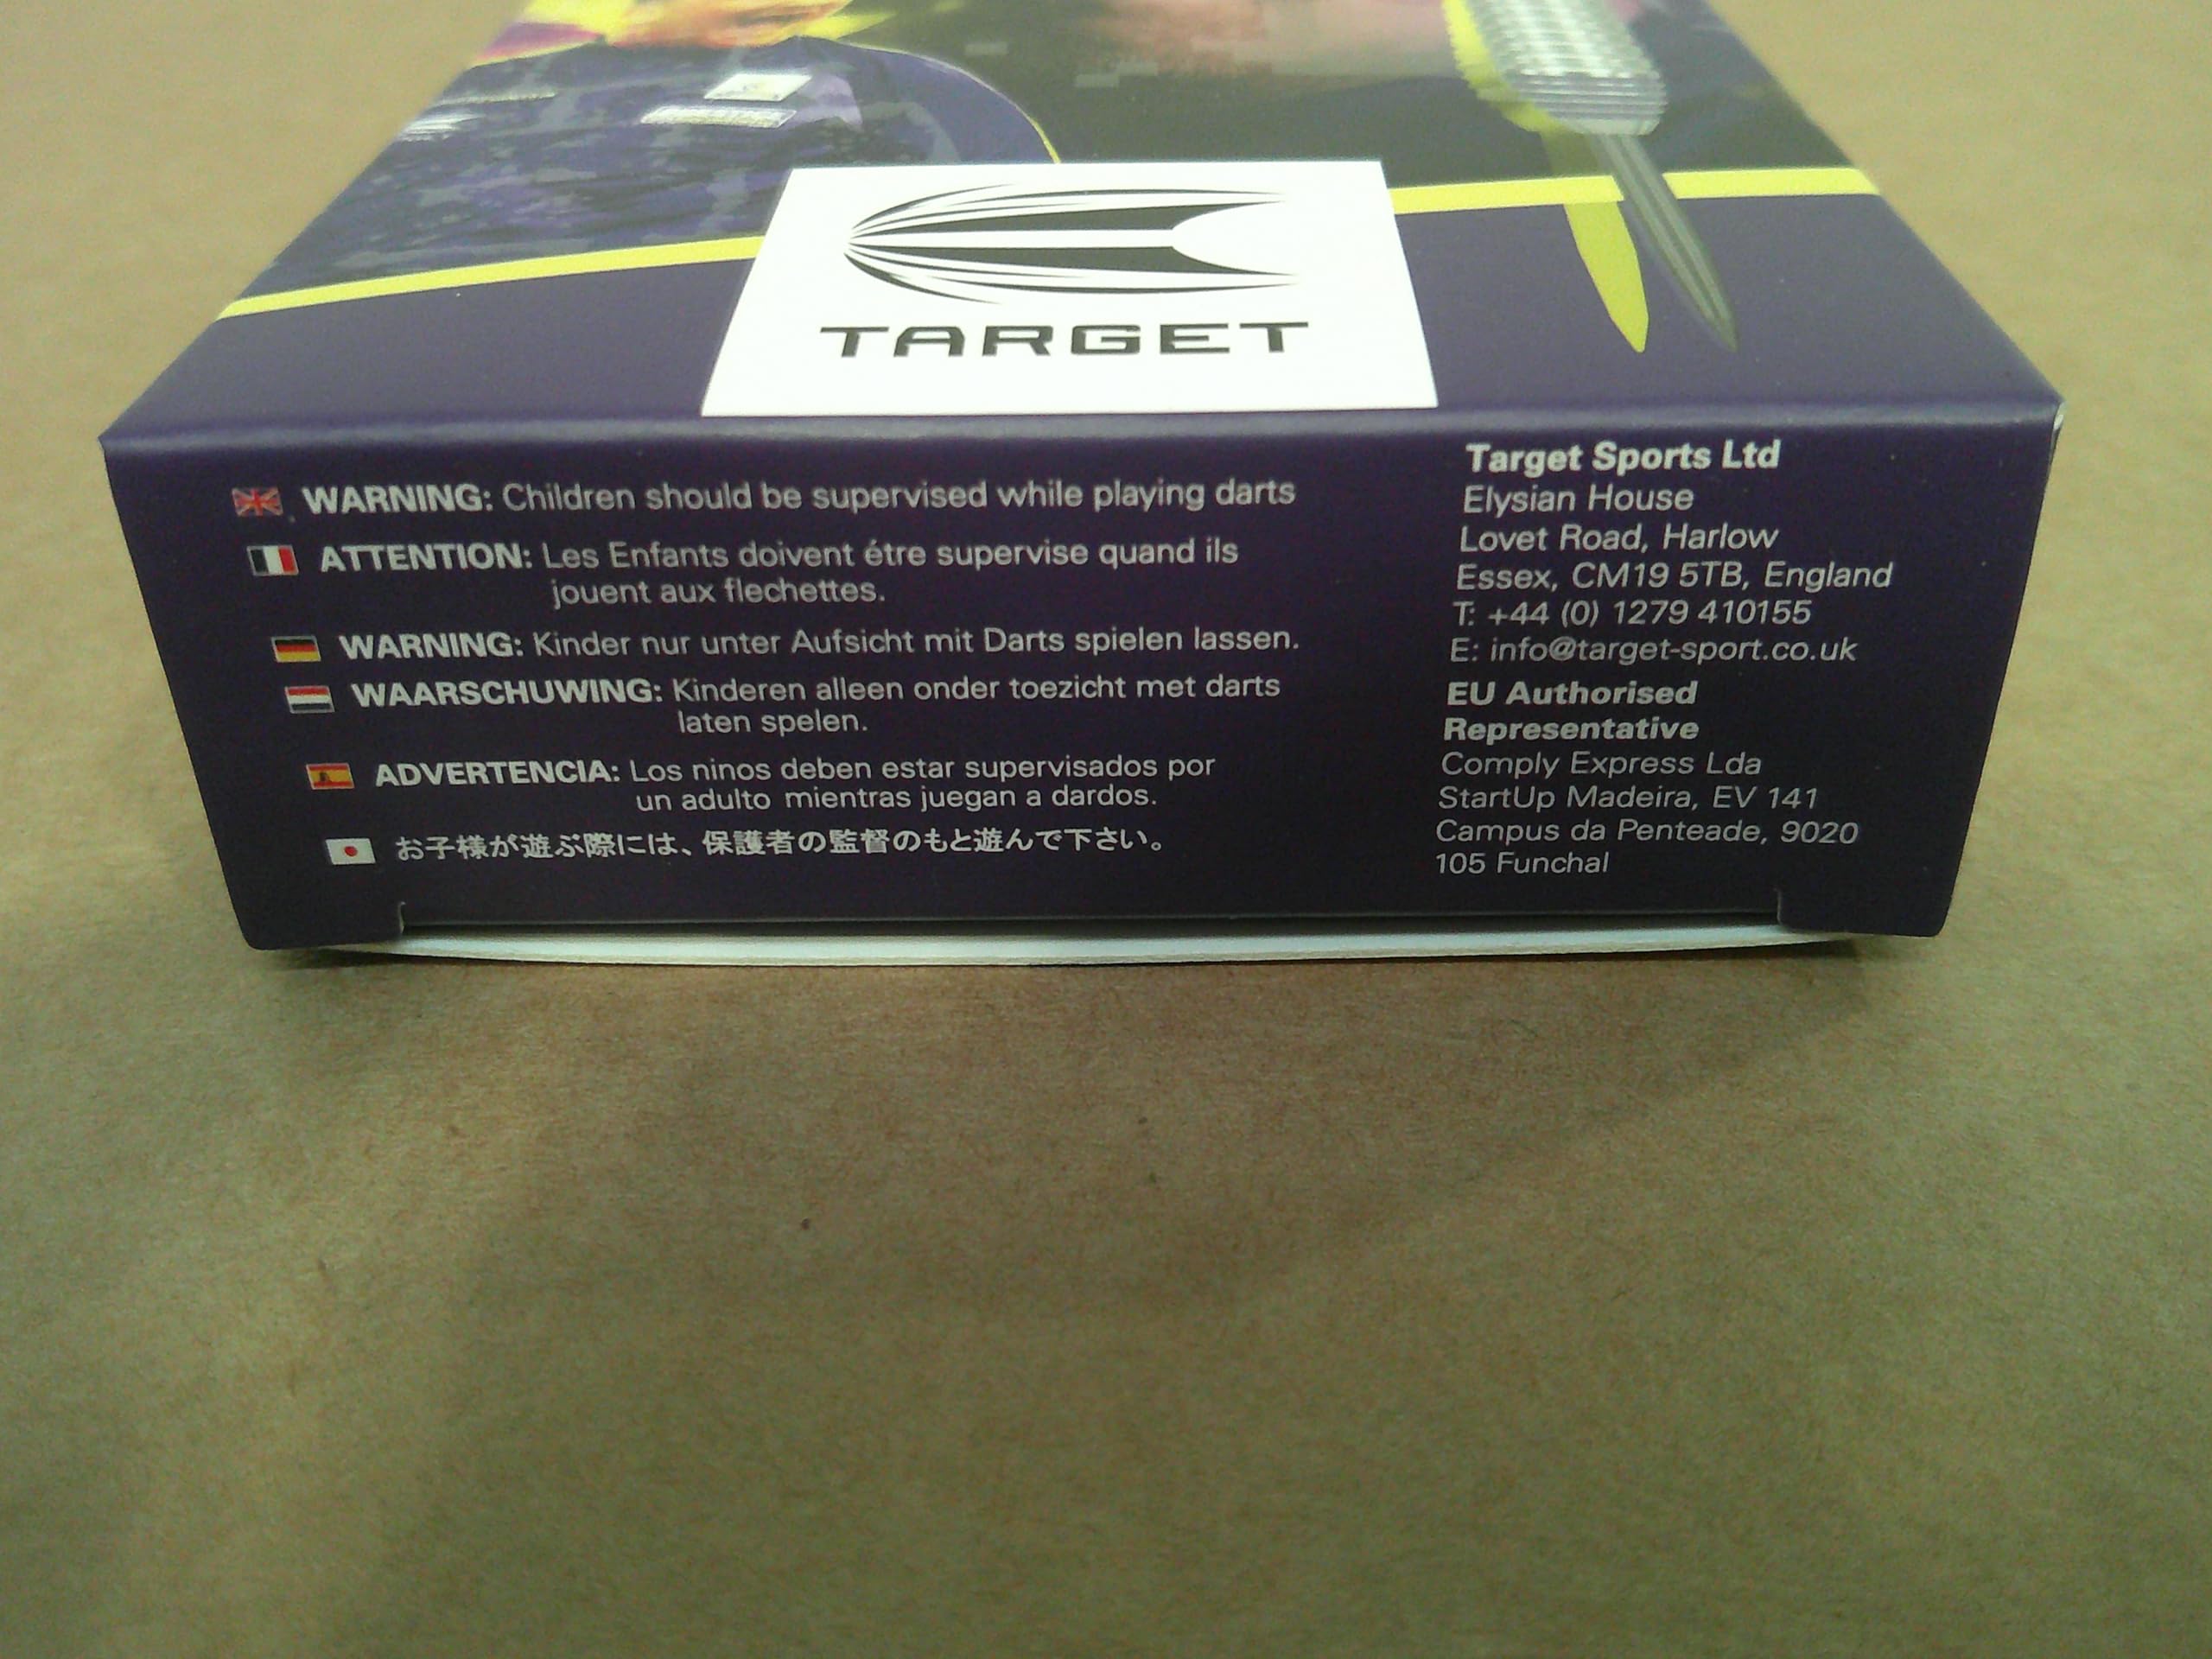 TARGET
WARNING: Children should be supervised while playing darts
ATTENTION: Les Enfants doivent étre supervise quand ils
jouent aux flechettes.
WARNING: Kinder nur unter Aufsicht mit Darts spielen lassen.
WAARSCHUWING: Kinderen alleen onder toezicht met darts
laten spelen.
ADVERTENCIA: Los ninos deben estar supervisados por
un adulto mientras juegan a dardos.
お子様が遊ぶ際には、保護者の監督のもと遊んで下さい。
Target Sports Ltd
Elysian House
Lovet Road, Harlow
Essex, CM19 5TB, England
T: +44 (0) 1279 410155
E: info@target-sport.co.uk
EU Authorised
Representative
Comply Express Lda
StartUp Madeira, EV 141
Campus da Penteade, 9020
105 Funchal